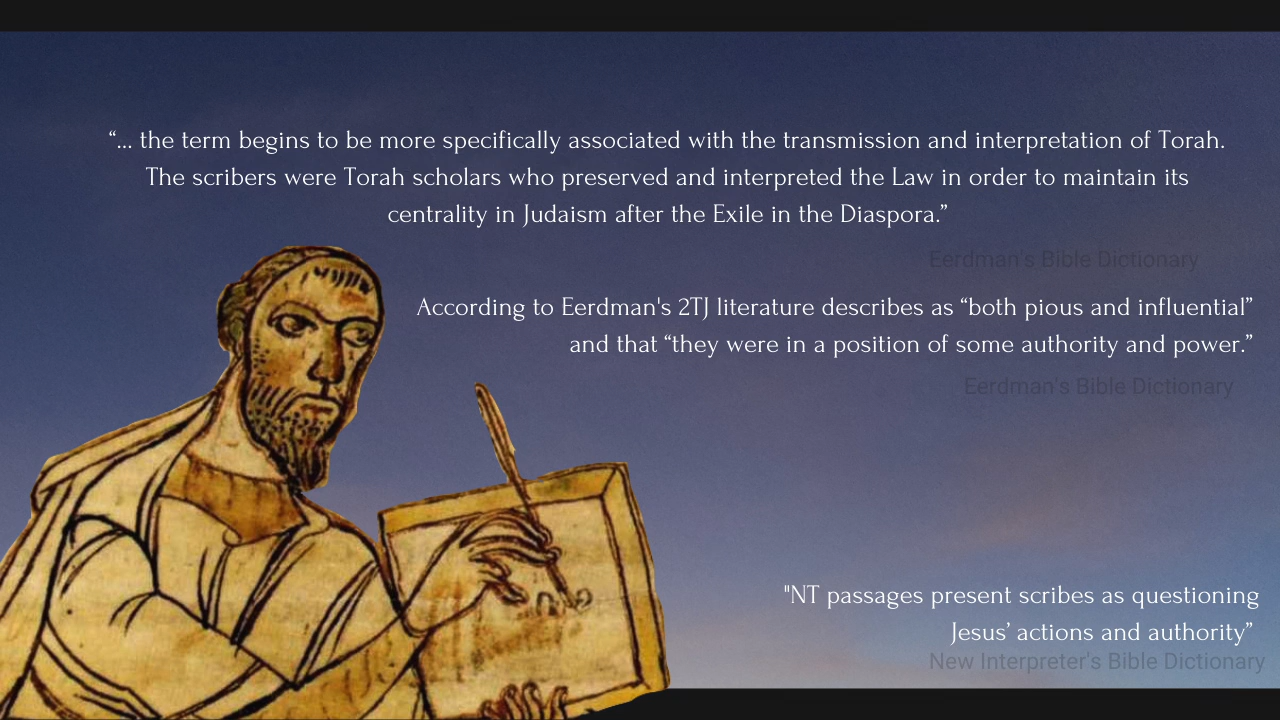 “... the term begins to be more specifically associated with the transmission and interpretation of Torah.
The scribers were Torah scholars who preserved and interpreted the Law in order to maintain its
centrality in Judaism after the Exile in the Diaspora.”
Eerdman's Bible Dictionary
According to Eerdman's 2TJ literature describes as “both pious and influential”
and that “they were in a position of some authority and power.”
Eerdman's Bible Dictionary
"NT passages present scribes as questioning
Jesus’ actions and authority”
New Interpreter's Bible Dictionary